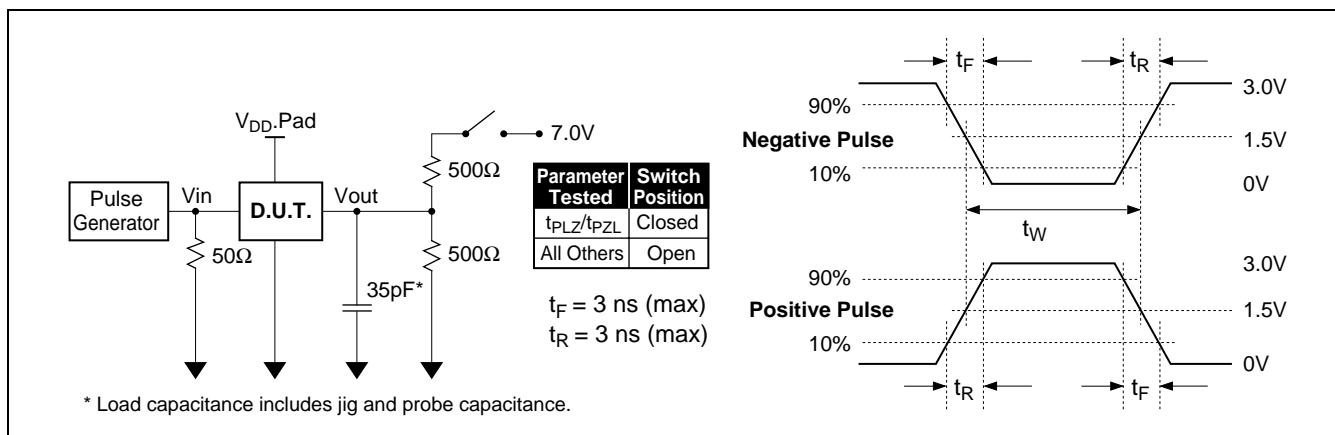 V_DD.Pad
Pulse
Generator
Vin
D.U.T.
Vout
50Ω
35pF*
500Ω
500Ω
7.0V
Parameter Tested Switch Position
t_PLZ/t_PZL Closed
All Others Open
t_F = 3 ns (max)
t_R = 3 ns (max)
* Load capacitance includes jig and probe capacitance.
t_F
t_R
90%
3.0V
Negative Pulse
1.5V
10%
0V
t_W
90%
3.0V
Positive Pulse
1.5V
10%
0V
t_R
t_F